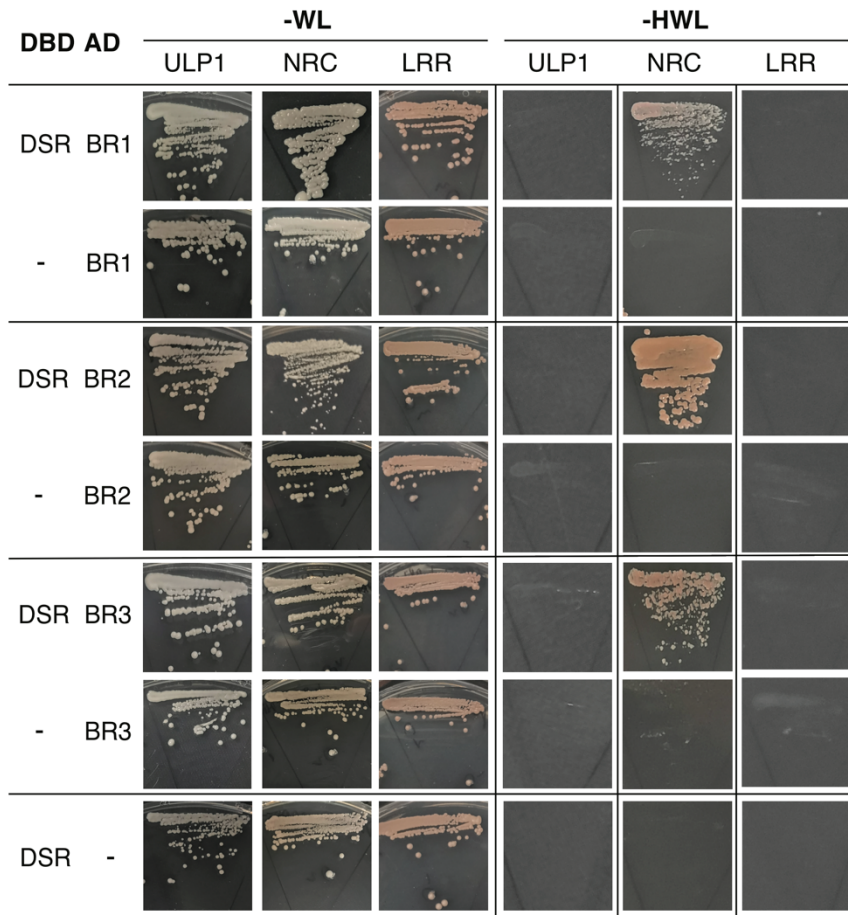 -WL -HWL
DBD AD
ULP1 NRC LRR ULP1 NRC LRR
DSR BR1
- BR1
DSR BR2
- BR2
DSR BR3
- BR3
DSR -